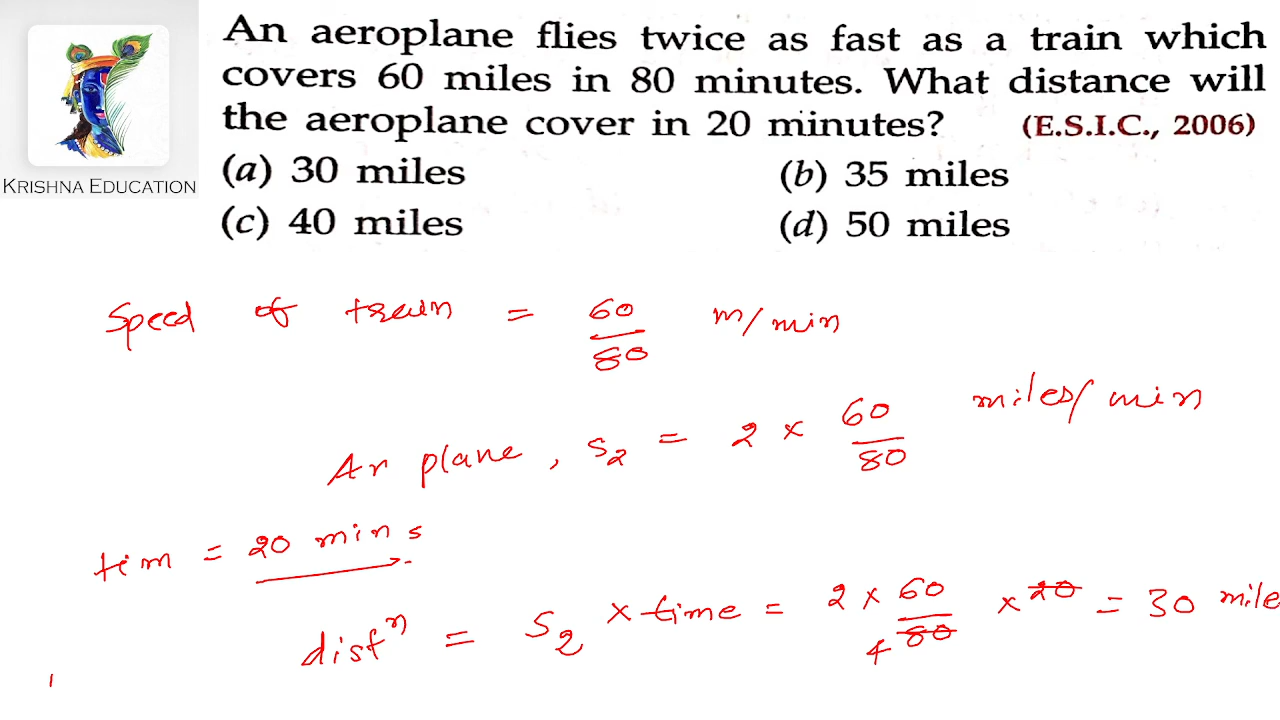 An aeroplane flies twice as fast as a train which
covers 60 miles in 80 minutes. What distance will
the aeroplane cover in 20 minutes? (E.S.I.C., 2006)
KRISHNA EDUCATION
(a) 30 miles (b) 35 miles
(c) 40 miles (d) 50 miles
Speed of train = 60/80 m/min
Ar plane, S2 = 2 × 60/80 miles/min
tim = 20 mins
distn = S2 × time = 2 × 60/80 4 × 20 = 30 mile